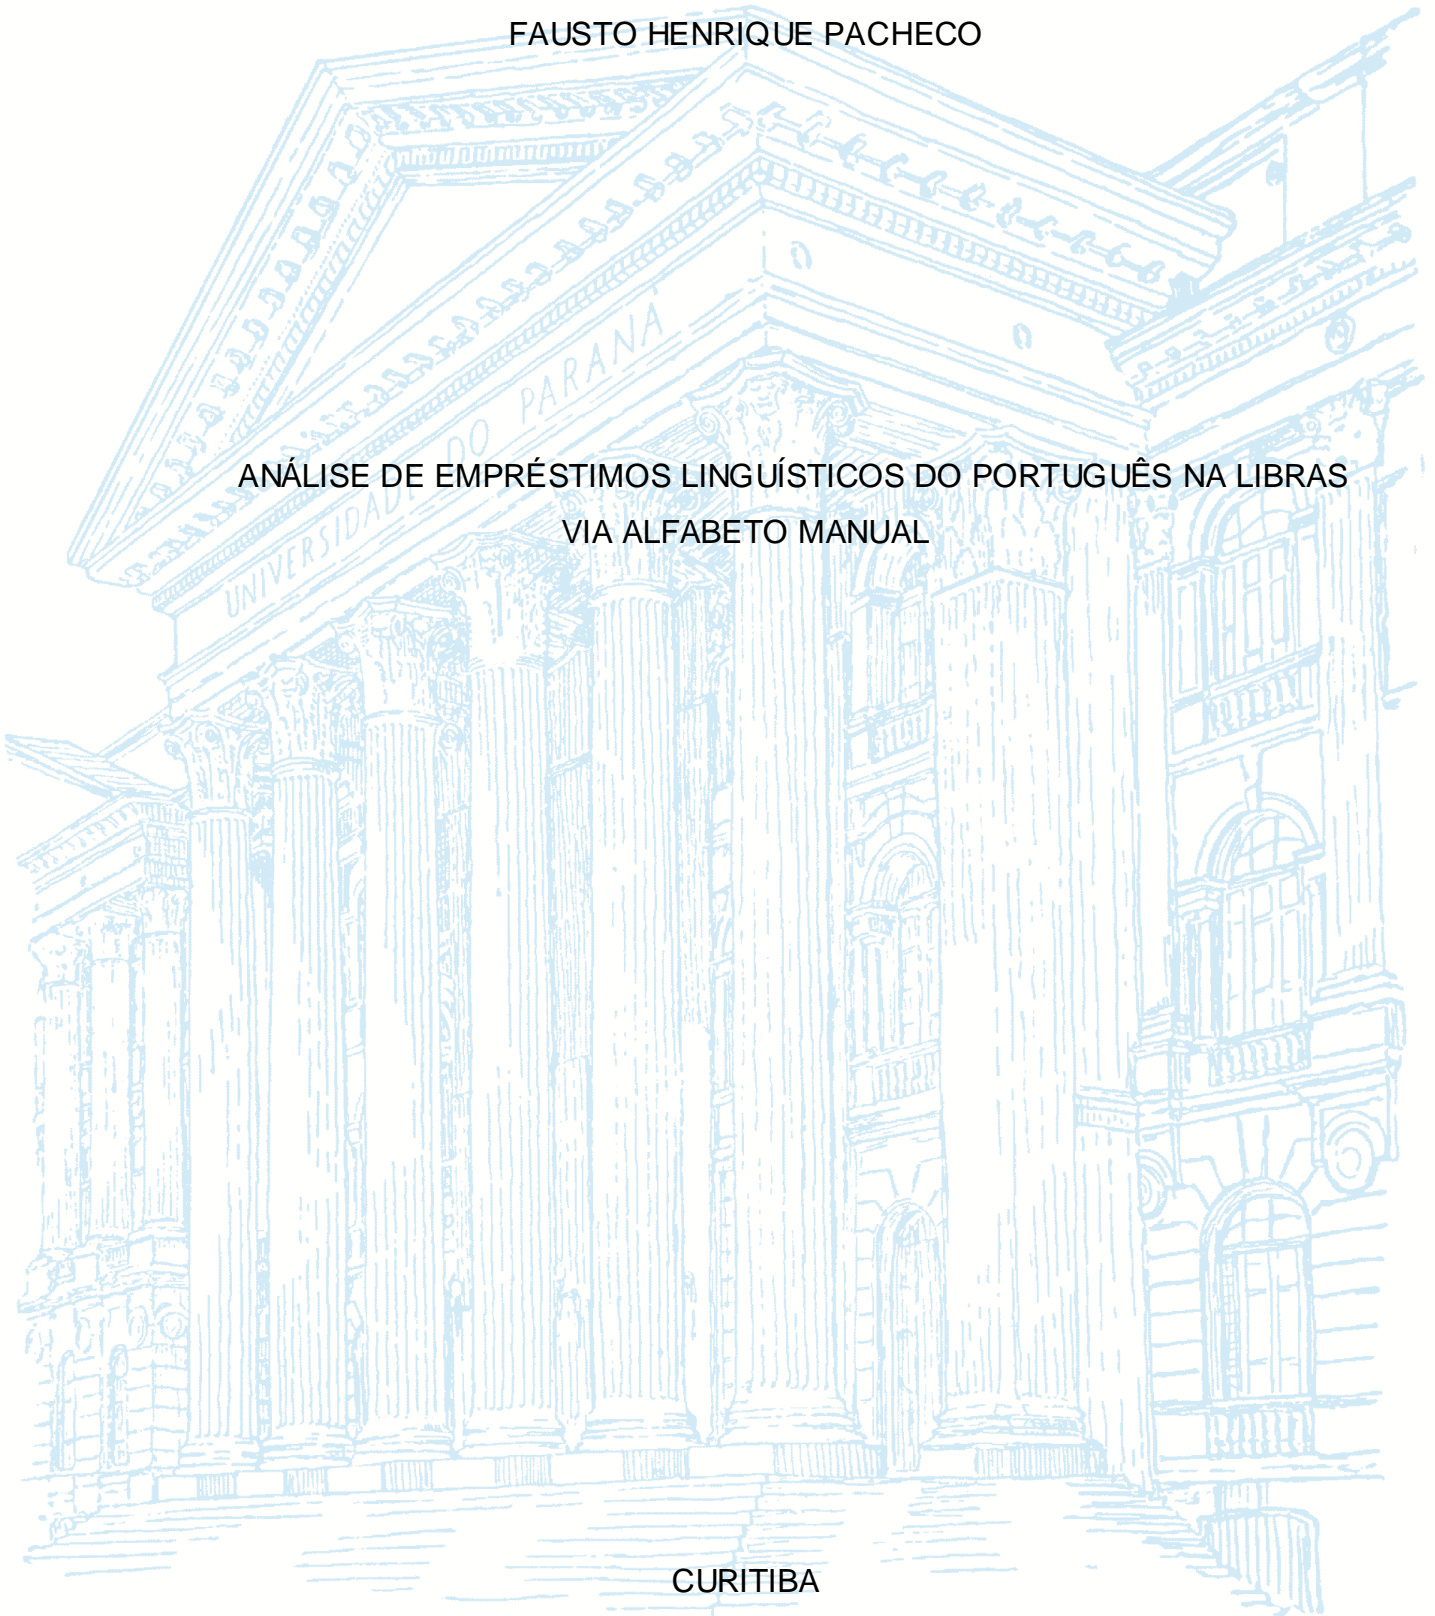 FAUSTO HENRIQUE PACHECO
UNIVERSIDADE DO PARANÁ
ANÁLISE DE EMPRÉSTIMOS LINGUÍSTICOS DO PORTUGUÊS NA LIBRAS
VIA ALFABETO MANUAL
CURITIBA